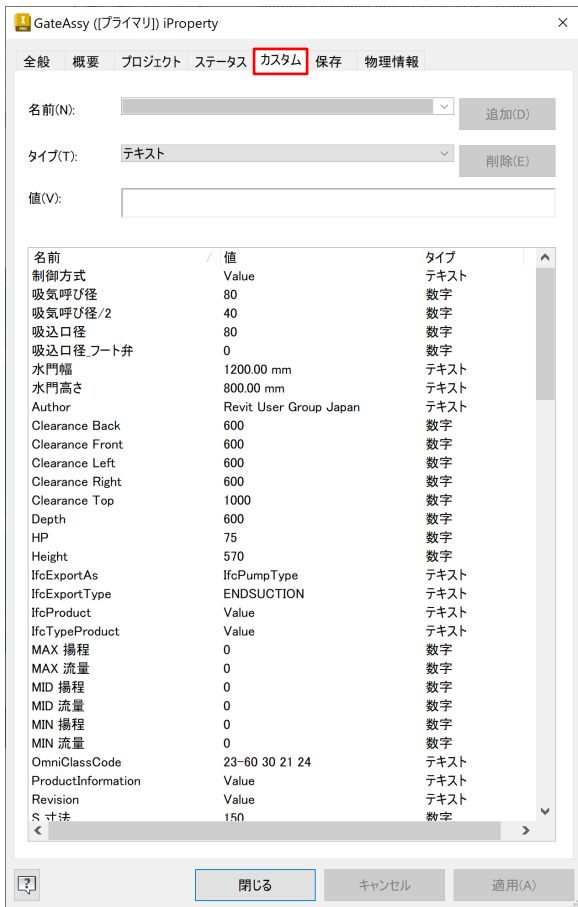 GateAssy ([プライマリ]) iProperty
全般 概要 プロジェクト ステータス カスタム 保存 物理情報
名前(N): 追加(D)
タイプ(T): テキスト 削除(E)
値(V):
名前 値 タイプ
制御方式 Value テキスト
吸気呼び径 80 数字
吸気呼び径/2 40 数字
吸込口径 80 数字
吸込口径_フート弁 0 数字
水門幅 1200.00 mm テキスト
水門高さ 800.00 mm テキスト
Author Revit User Group Japan テキスト
Clearance Back 600 数字
Clearance Front 600 数字
Clearance Left 600 数字
Clearance Right 600 数字
Clearance Top 1000 数字
Depth 600 数字
HP 75 数字
Height 570 数字
IfcExportAs IfcPumpType テキスト
IfcExportType ENDSUCTION テキスト
IfcProduct Value テキスト
IfcTypeProduct Value テキスト
MAX 揚程 0 数字
MAX 流量 0 数字
MID 揚程 0 数字
MID 流量 0 数字
MIN 揚程 0 数字
MIN 流量 0 数字
OmniClassCode 23-60 30 21 24 テキスト
ProductInformation Value テキスト
Revision Value テキスト
S 寸法 150 数字
閉じる キャンセル 適用(A)